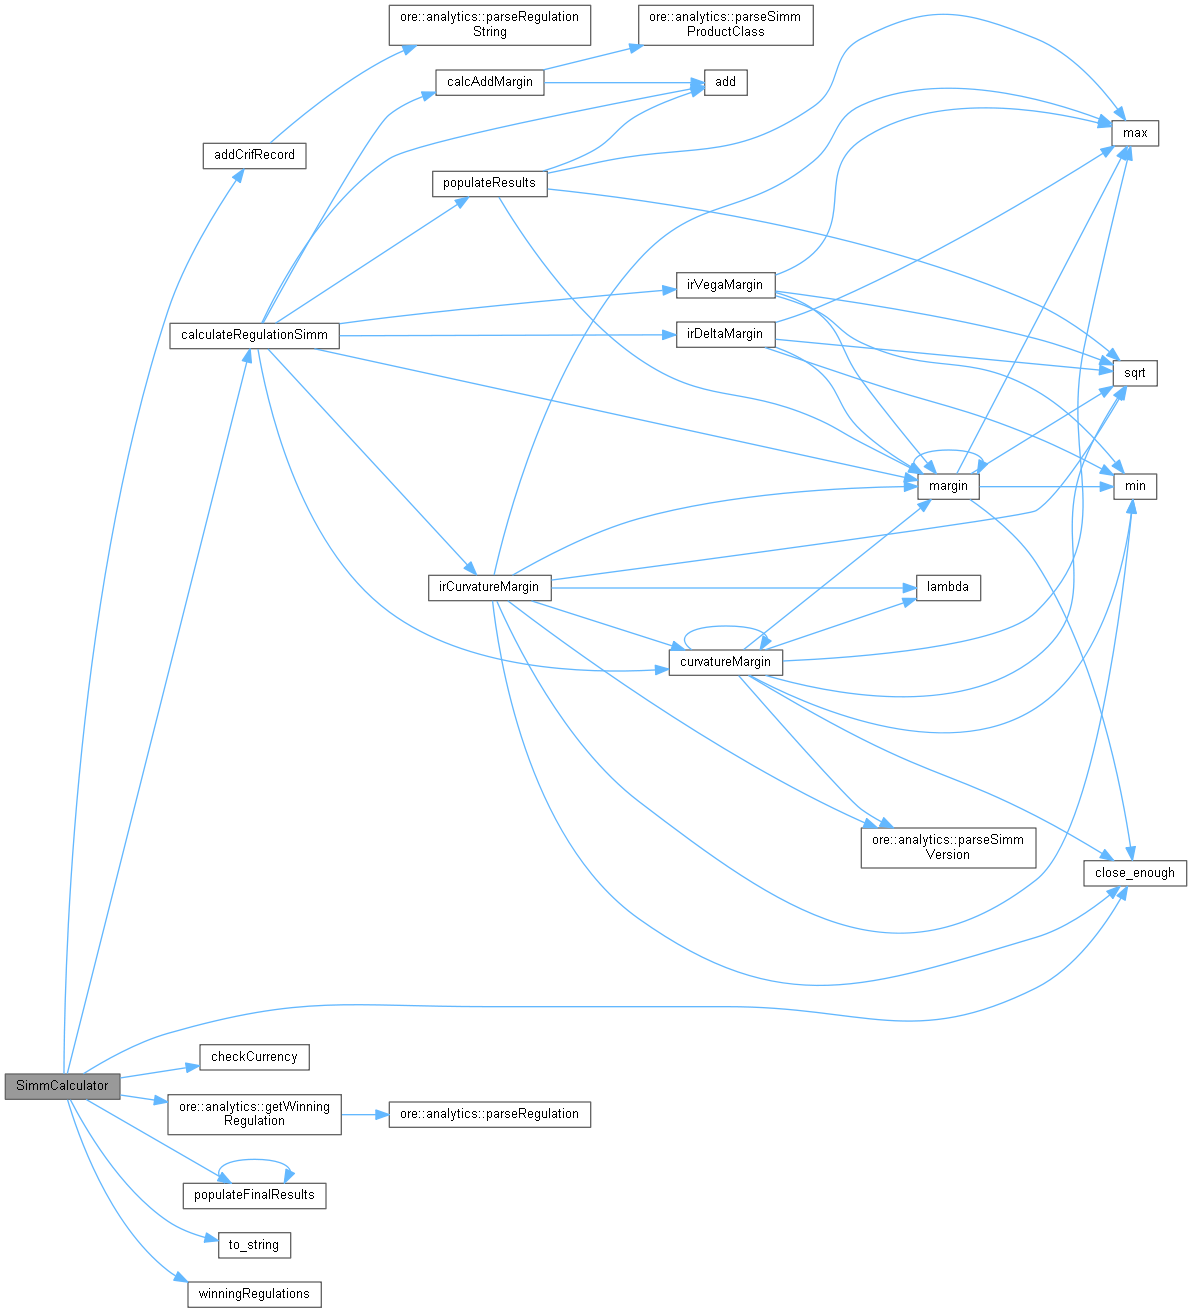 ore::analytics::parseRegulation
String
ore::analytics::parseSimm
ProductClass
calcAddMargin
add
max
addCrifRecord
populateResults
irVegaMargin
calculateRegulationSimm
irDeltaMargin
sqrt
margin
min
irCurvatureMargin
lambda
curvatureMargin
ore::analytics::parseSimm
Version
close_enough
checkCurrency
SimmCalculator
ore::analytics::getWinning
Regulation
ore::analytics::parseRegulation
populateFinalResults
to_string
winningRegulations